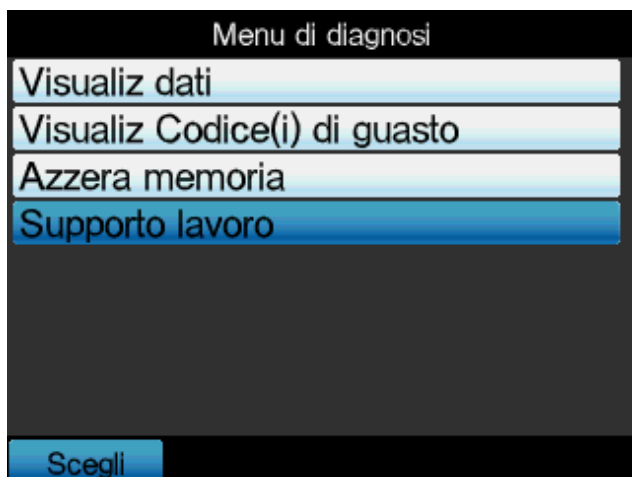 Menu di diagnosi
Visualiz dati
Visualiz Codice(i) di guasto
Azzera memoria
Supporto lavoro
Scegli